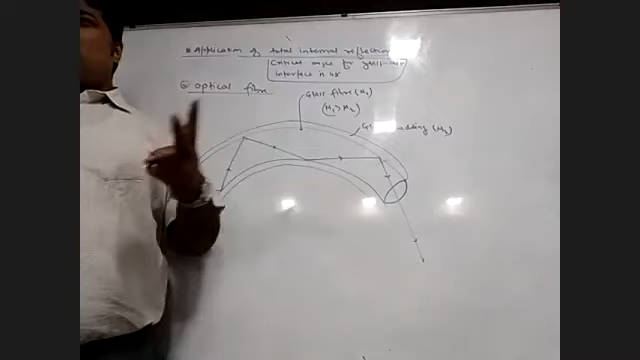 Application of total internal reflection
Critical angle for glass-air
interface is 42°
Optical fibre
Glass fibre (n₁)
(n₁ > n₂)
cladding (n₂)